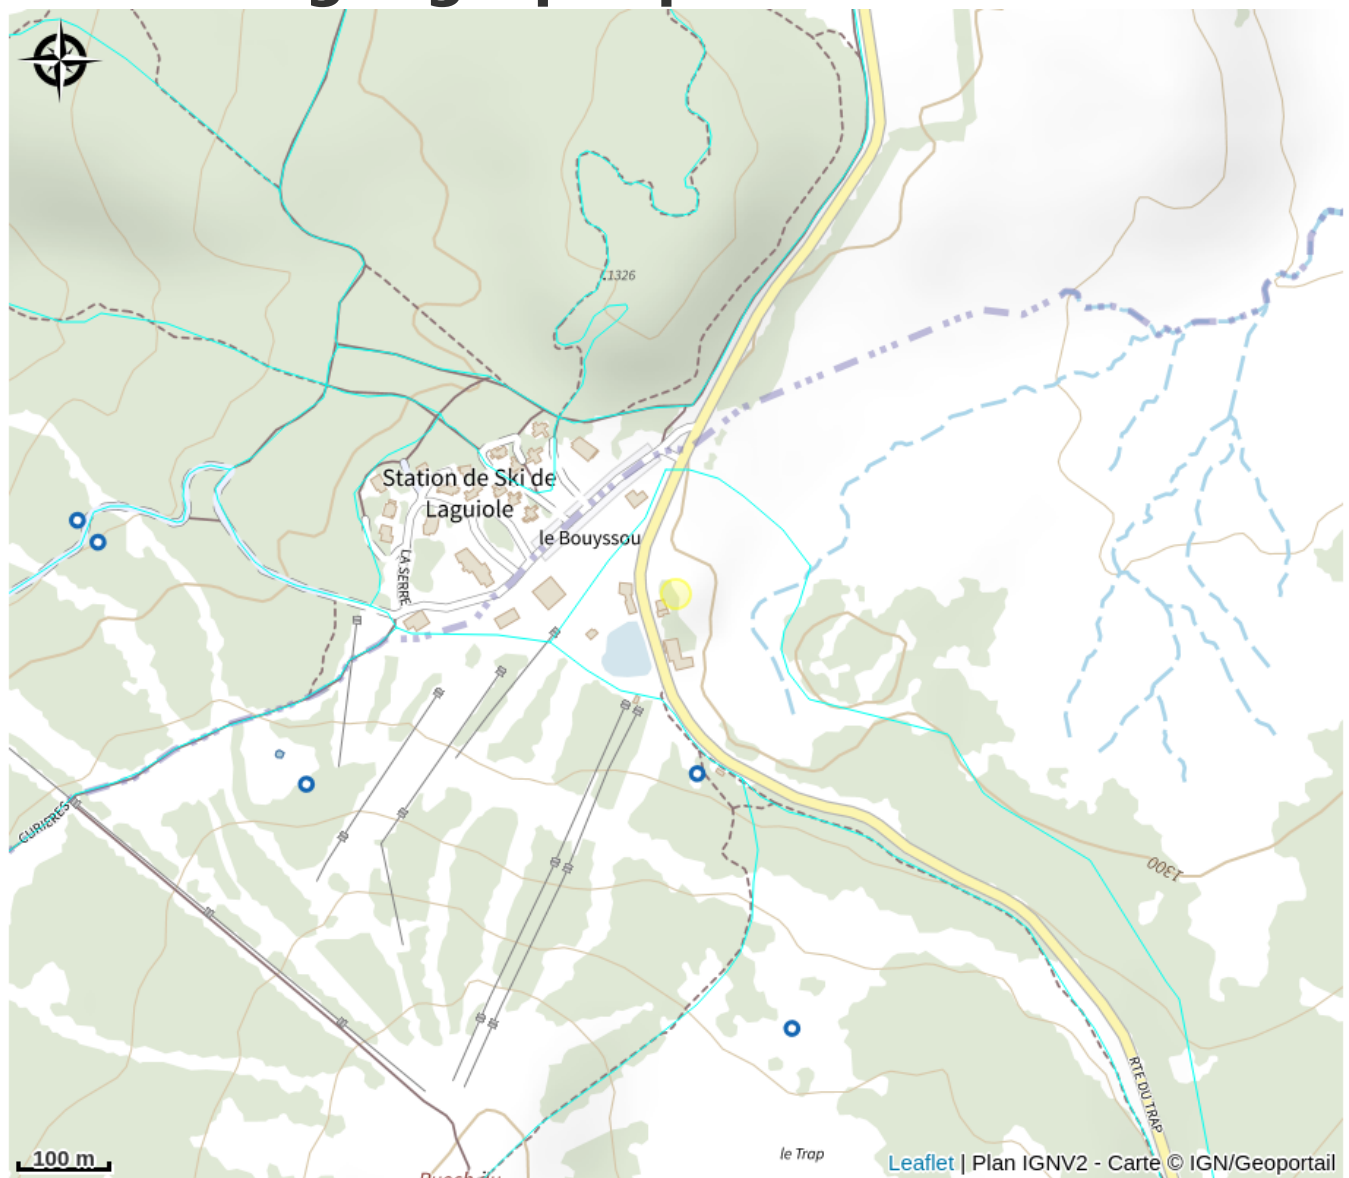 1326
Station de Ski de
Laguiole
le Bouyssou
LA SERRE
CURIERES
1300
RTE DU TRAP
le Trap
100 m
Leaflet | Plan IGNV2 - Carte © IGN/Geoportail